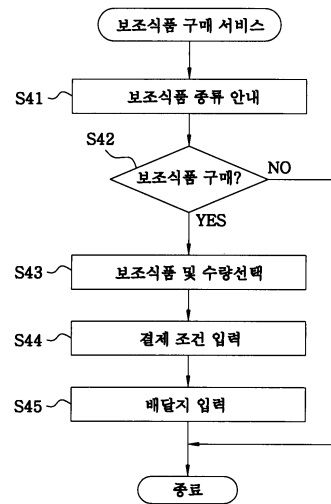 보조식품 구매 서비스
S41
보조식품 종류 안내
S42
보조식품 구매?
NO
YES
S43
보조식품 및 수량선택
S44
결제 조건 입력
S45
배달지 입력
종료